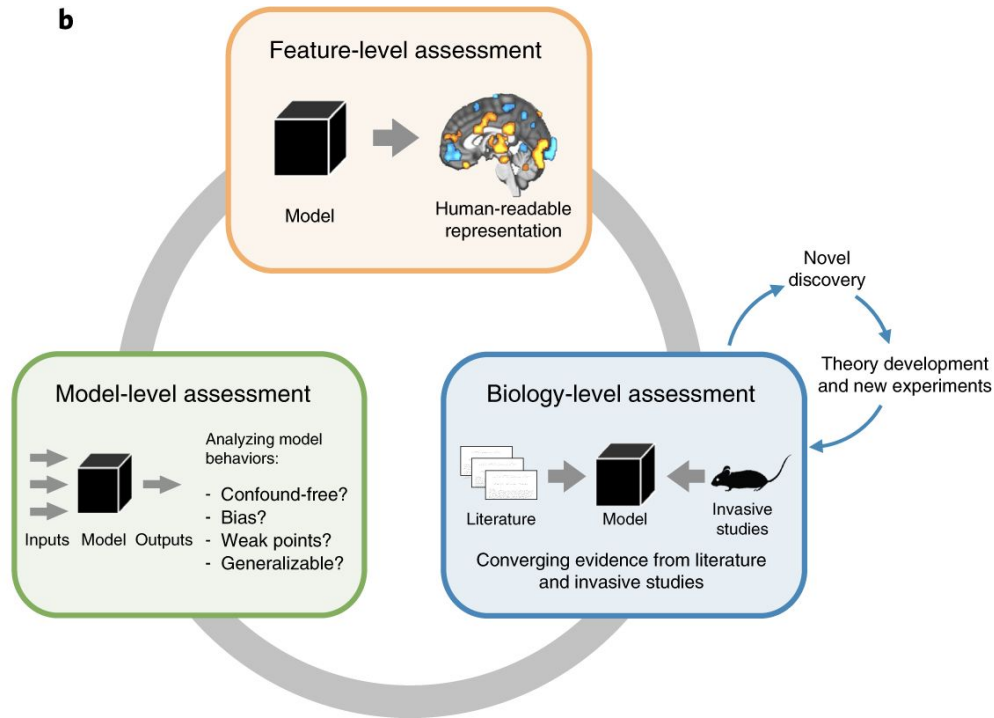 b
Feature-level assessment
Model
Human-readable
representation
Novel
discovery
Theory development
and new experiments
Model-level assessment
Analyzing model
behaviors:
- Confound-free?
- Bias?
- Weak points?
- Generalizable?
Inputs Model Outputs
Biology-level assessment
Literature
Model
Invasive
studies
Converging evidence from literature
and invasive studies